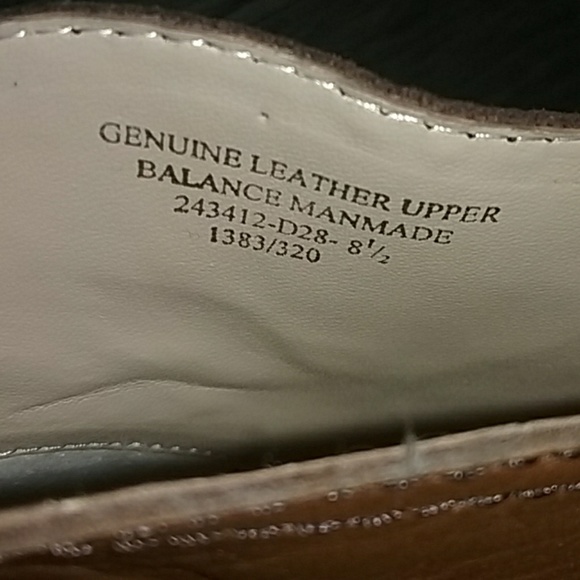 GENUINE LEATHER UPPER
BALANCE MANMADE
243412-D28- 8½
1383/320